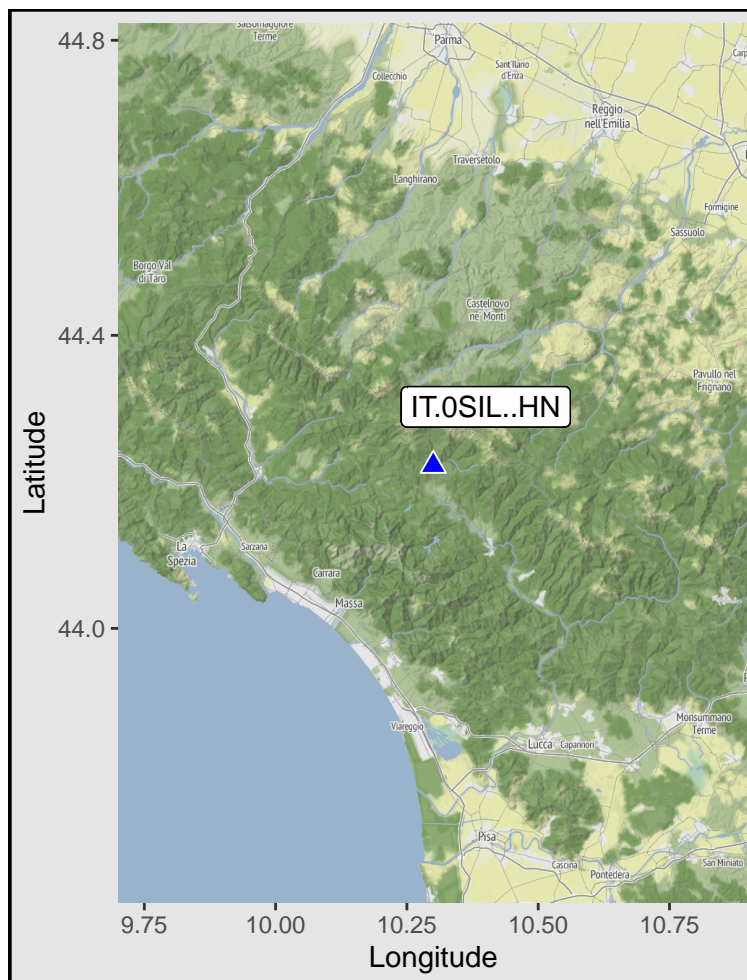 44.8
44.4
44.0
Latitude
Salsomaggiore
Terme
Parma
Collecchio
Sant'Ilario
d'Enza
Carp
Reggio
nell'Emilia
Traversetolo
Langhirano
Formigine
Sassuolo
Borgo Val
di Taro
Castelnovo
ne' Monti
Pavullo nel
Frignano
IT.0SIL..HN
La
Spezia
Sarzana
Carrara
Massa
Viareggio
Lucca
Capannori
Monsummano
Terme
Pisa
Cascina
Pontedera
San Miniato
9.75
10.00
10.25
10.50
10.75
Longitude